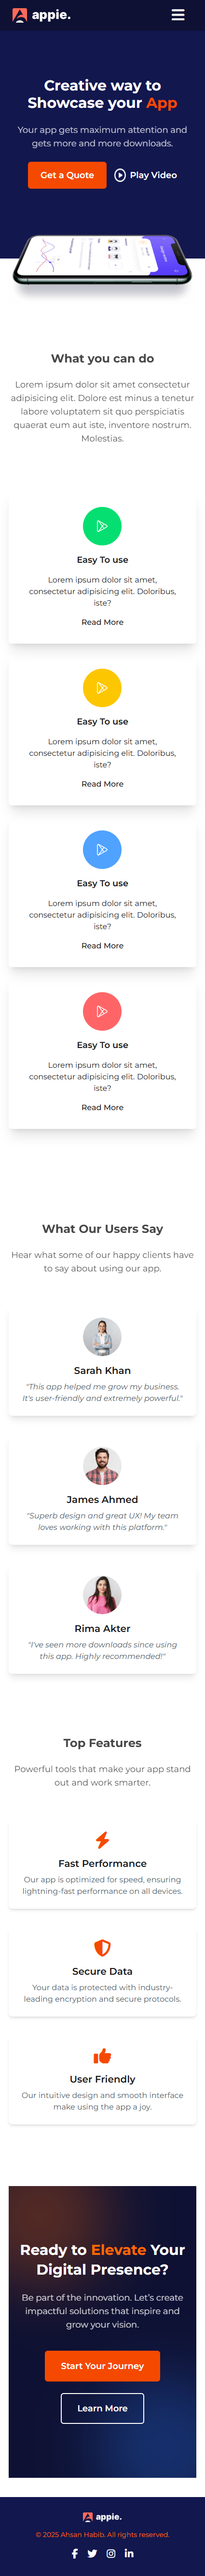 appie.
Creative way to
Showcase your App
Your app gets maximum attention and
gets more and more downloads.
Get a Quote
Play Video
What you can do
Lorem ipsum dolor sit amet consectetur
adipisicing elit. Dolore est minus a tenetur
labore voluptatem sit quo perspiciatis
quaerat eum aut iste, inventore nostrum.
Molestias.
Easy To use
Lorem ipsum dolor sit amet,
consectetur adipisicing elit. Doloribus,
iste?
Read More
Easy To use
Lorem ipsum dolor sit amet,
consectetur adipisicing elit. Doloribus,
iste?
Read More
Easy To use
Lorem ipsum dolor sit amet,
consectetur adipisicing elit. Doloribus,
iste?
Read More
Easy To use
Lorem ipsum dolor sit amet,
consectetur adipisicing elit. Doloribus,
iste?
Read More
What Our Users Say
Hear what some of our happy clients have
to say about using our app.
Sarah Khan
"This app helped me grow my business.
It's user-friendly and extremely powerful."
James Ahmed
"Superb design and great UX! My team
loves working with this platform."
Rima Akter
"I've seen more downloads since using
this app. Highly recommended!"
Top Features
Powerful tools that make your app stand
out and work smarter.
Fast Performance
Our app is optimized for speed, ensuring
lightning-fast performance on all devices.
Secure Data
Your data is protected with industry-
leading encryption and secure protocols.
User Friendly
Our intuitive design and smooth interface
make using the app a joy.
Ready to Elevate Your
Digital Presence?
Be part of the innovation. Let's create
impactful solutions that inspire and
grow your vision.
Start Your Journey
Learn More
appie.
© 2025 Ahsan Habib. All rights reserved.